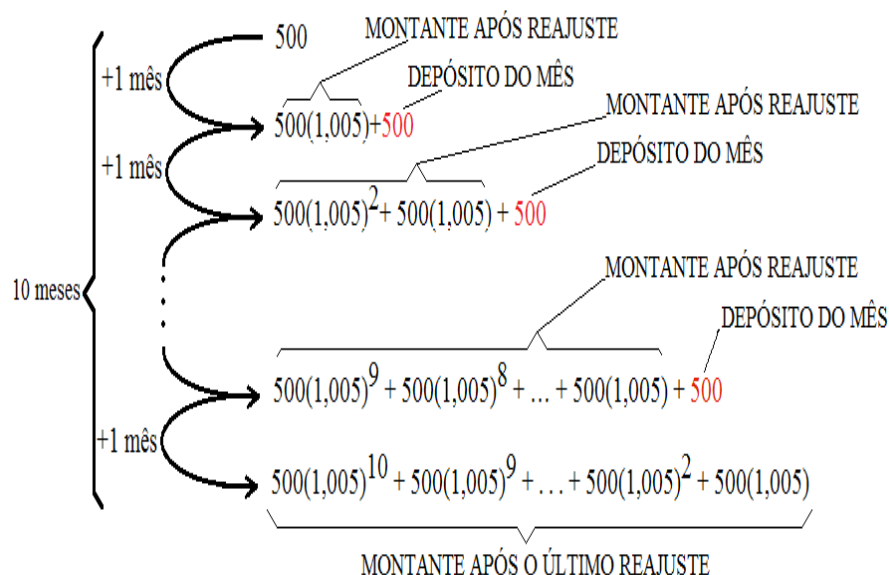 MONTANTE APÓS REAJUSTE
500
+1 mês
DEPÓSITO DO MÊS
MONTANTE APÓS REAJUSTE
500(1,005)+500
DEPÓSITO DO MÊS
+1 mês
500(1,005)² + 500(1,005) + 500
MONTANTE APÓS REAJUSTE
10 meses
DEPÓSITO DO MÊS
500(1,005)⁹ + 500(1,005)⁸ + ... + 500(1,005) + 500
+1 mês
500(1,005)¹⁰ + 500(1,005)⁹ + ... + 500(1,005)² + 500(1,005)
MONTANTE APÓS O ÚLTIMO REAJUSTE